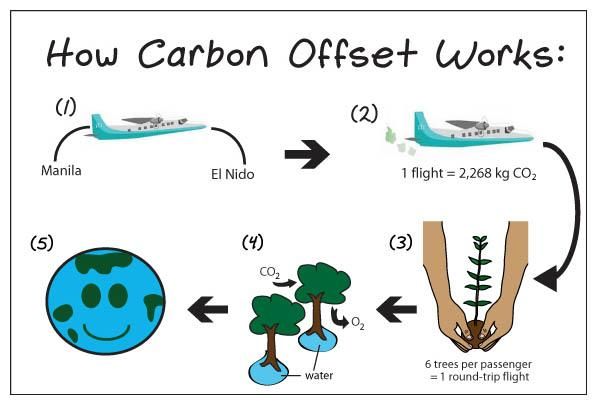 How Carbon Offset Works:
(1)
Manila
El Nido
(2)
1 flight = 2,268 kg CO₂
(3)
6 trees per passenger
= 1 round-trip flight
(4)
CO₂
O₂
water
(5)